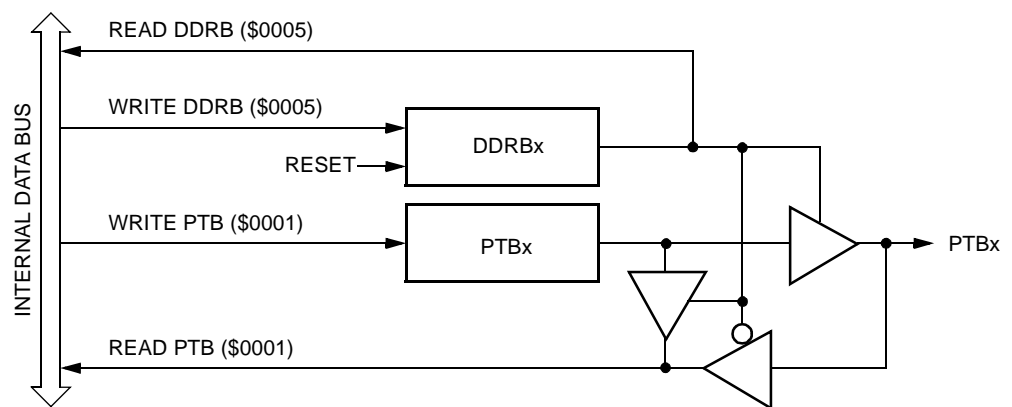 READ DDRB ($0005)
INTERNAL DATA BUS
WRITE DDRB ($0005)
DDRBx
RESET
WRITE PTB ($0001)
PTBx
PTBx
READ PTB ($0001)